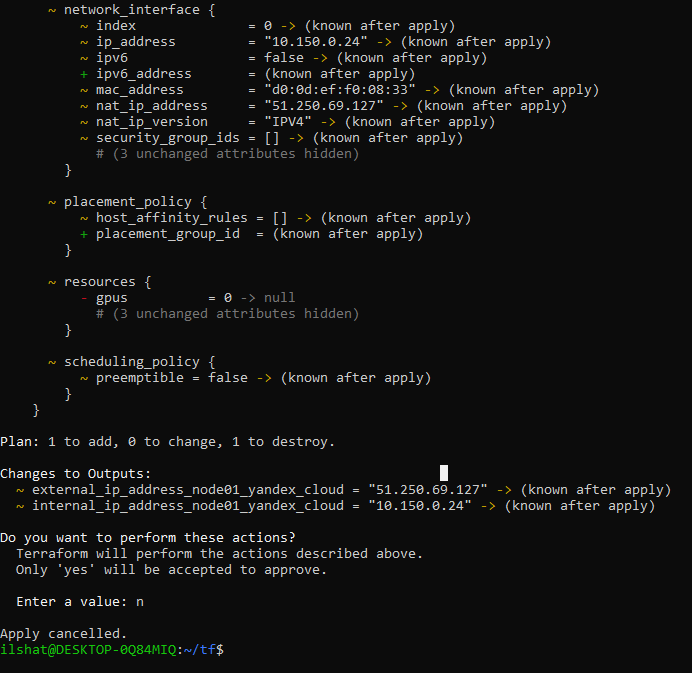 ~ network_interface {
~ index              = 0 -> (known after apply)
~ ip_address         = "10.150.0.24" -> (known after apply)
~ ipv6               = false -> (known after apply)
+ ipv6_address       = (known after apply)
~ mac_address        = "d0:0d:ef:f0:08:33" -> (known after apply)
~ nat_ip_address     = "51.250.69.127" -> (known after apply)
~ nat_ip_version     = "IPV4" -> (known after apply)
~ security_group_ids = [] -> (known after apply)
# (3 unchanged attributes hidden)
}
~ placement_policy {
~ host_affinity_rules = [] -> (known after apply)
+ placement_group_id  = (known after apply)
}
~ resources {
- gpus          = 0 -> null
# (3 unchanged attributes hidden)
}
~ scheduling_policy {
~ preemptible = false -> (known after apply)
}
}
Plan: 1 to add, 0 to change, 1 to destroy.
Changes to Outputs:
~ external_ip_address_node01_yandex_cloud = "51.250.69.127" -> (known after apply)
~ internal_ip_address_node01_yandex_cloud = "10.150.0.24" -> (known after apply)
Do you want to perform these actions?
Terraform will perform the actions described above.
Only 'yes' will be accepted to approve.
Enter a value: n
Apply cancelled.
ilshat@DESKTOP-0Q84MIQ:~/tf$